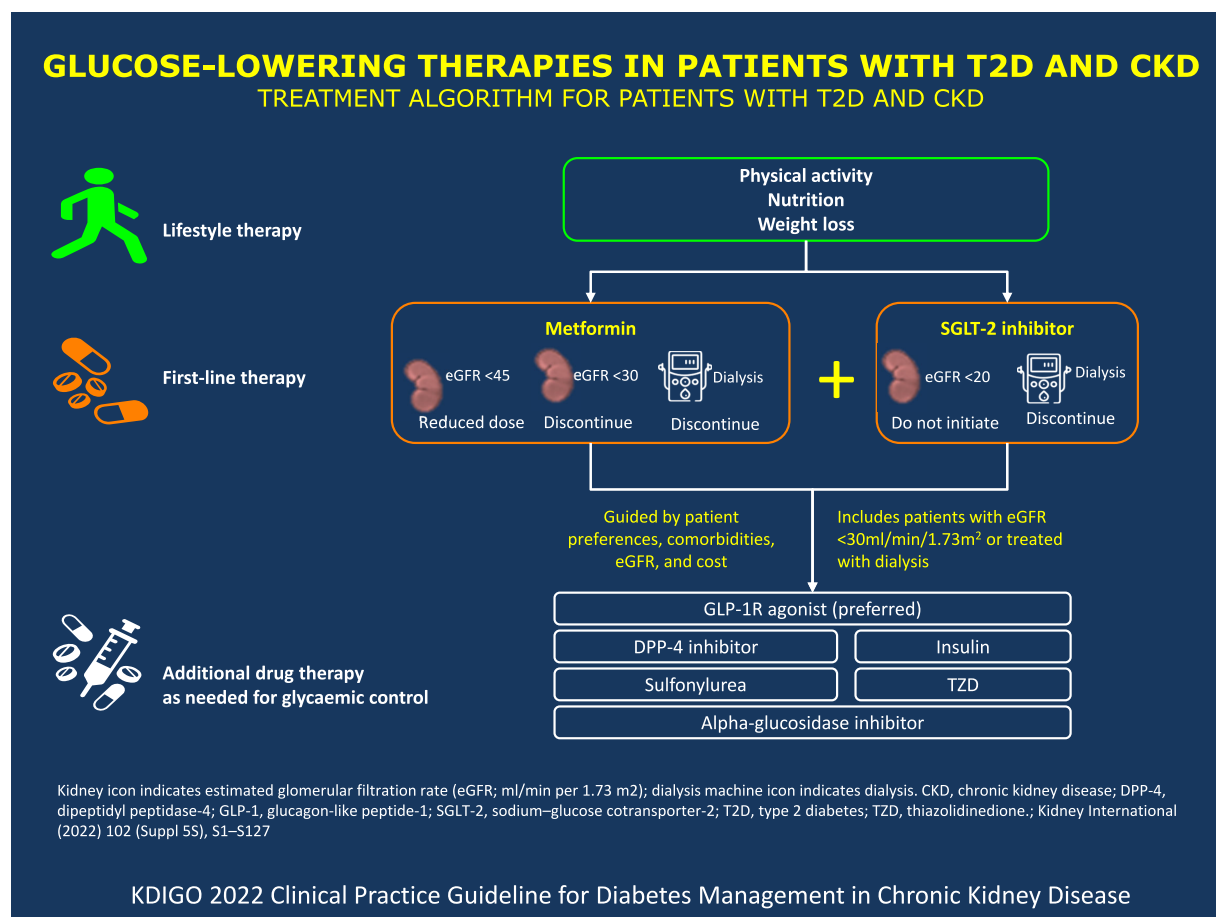 GLUCOSE-LOWERING THERAPIES IN PATIENTS WITH T2D AND CKD
TREATMENT ALGORITHM FOR PATIENTS WITH T2D AND CKD
Lifestyle therapy
Physical activity
Nutrition
Weight loss
First-line therapy
Metformin
eGFR <45
Reduced dose
eGFR <30
Discontinue
Dialysis
Discontinue
+
SGLT-2 inhibitor
eGFR <20
Do not initiate
Dialysis
Discontinue
Guided by patient
preferences, comorbidities,
eGFR, and cost
Includes patients with eGFR
<30ml/min/1.73m² or treated
with dialysis
Additional drug therapy
as needed for glycaemic control
GLP-1R agonist (preferred)
DPP-4 inhibitor
Insulin
Sulfonylurea
TZD
Alpha-glucosidase inhibitor
Kidney icon indicates estimated glomerular filtration rate (eGFR; ml/min per 1.73 m2); dialysis machine icon indicates dialysis. CKD, chronic kidney disease; DPP-4,
dipeptidyl peptidase-4; GLP-1, glucagon-like peptide-1; SGLT-2, sodium–glucose cotransporter-2; T2D, type 2 diabetes; TZD, thiazolidinedione.; Kidney International
(2022) 102 (Suppl 5S), S1–S127
KDIGO 2022 Clinical Practice Guideline for Diabetes Management in Chronic Kidney Disease